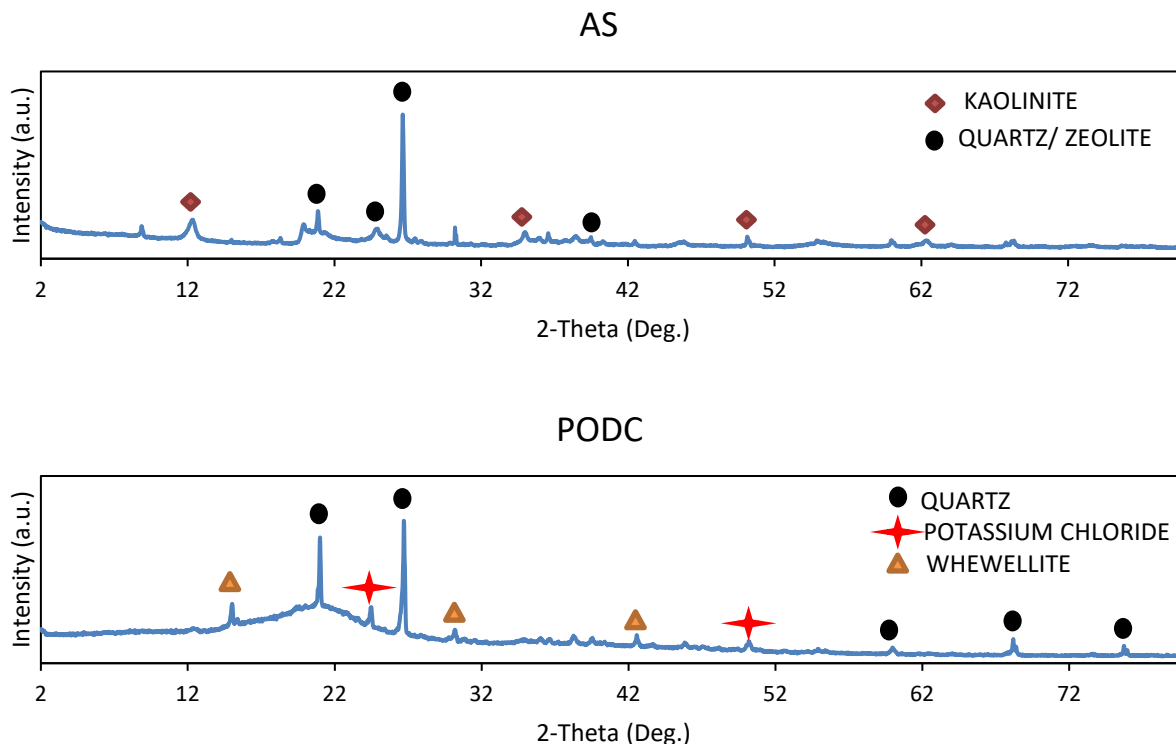 AS
Intensity (a.u.)
KAOLINITE
QUARTZ/ ZEOLITE
2 12 22 32 42 52 62 72
2-Theta (Deg.)
PODC
Intensity (a.u.)
QUARTZ
POTASSIUM CHLORIDE
WHEWELLITE
2 12 22 32 42 52 62 72
2-Theta (Deg.)